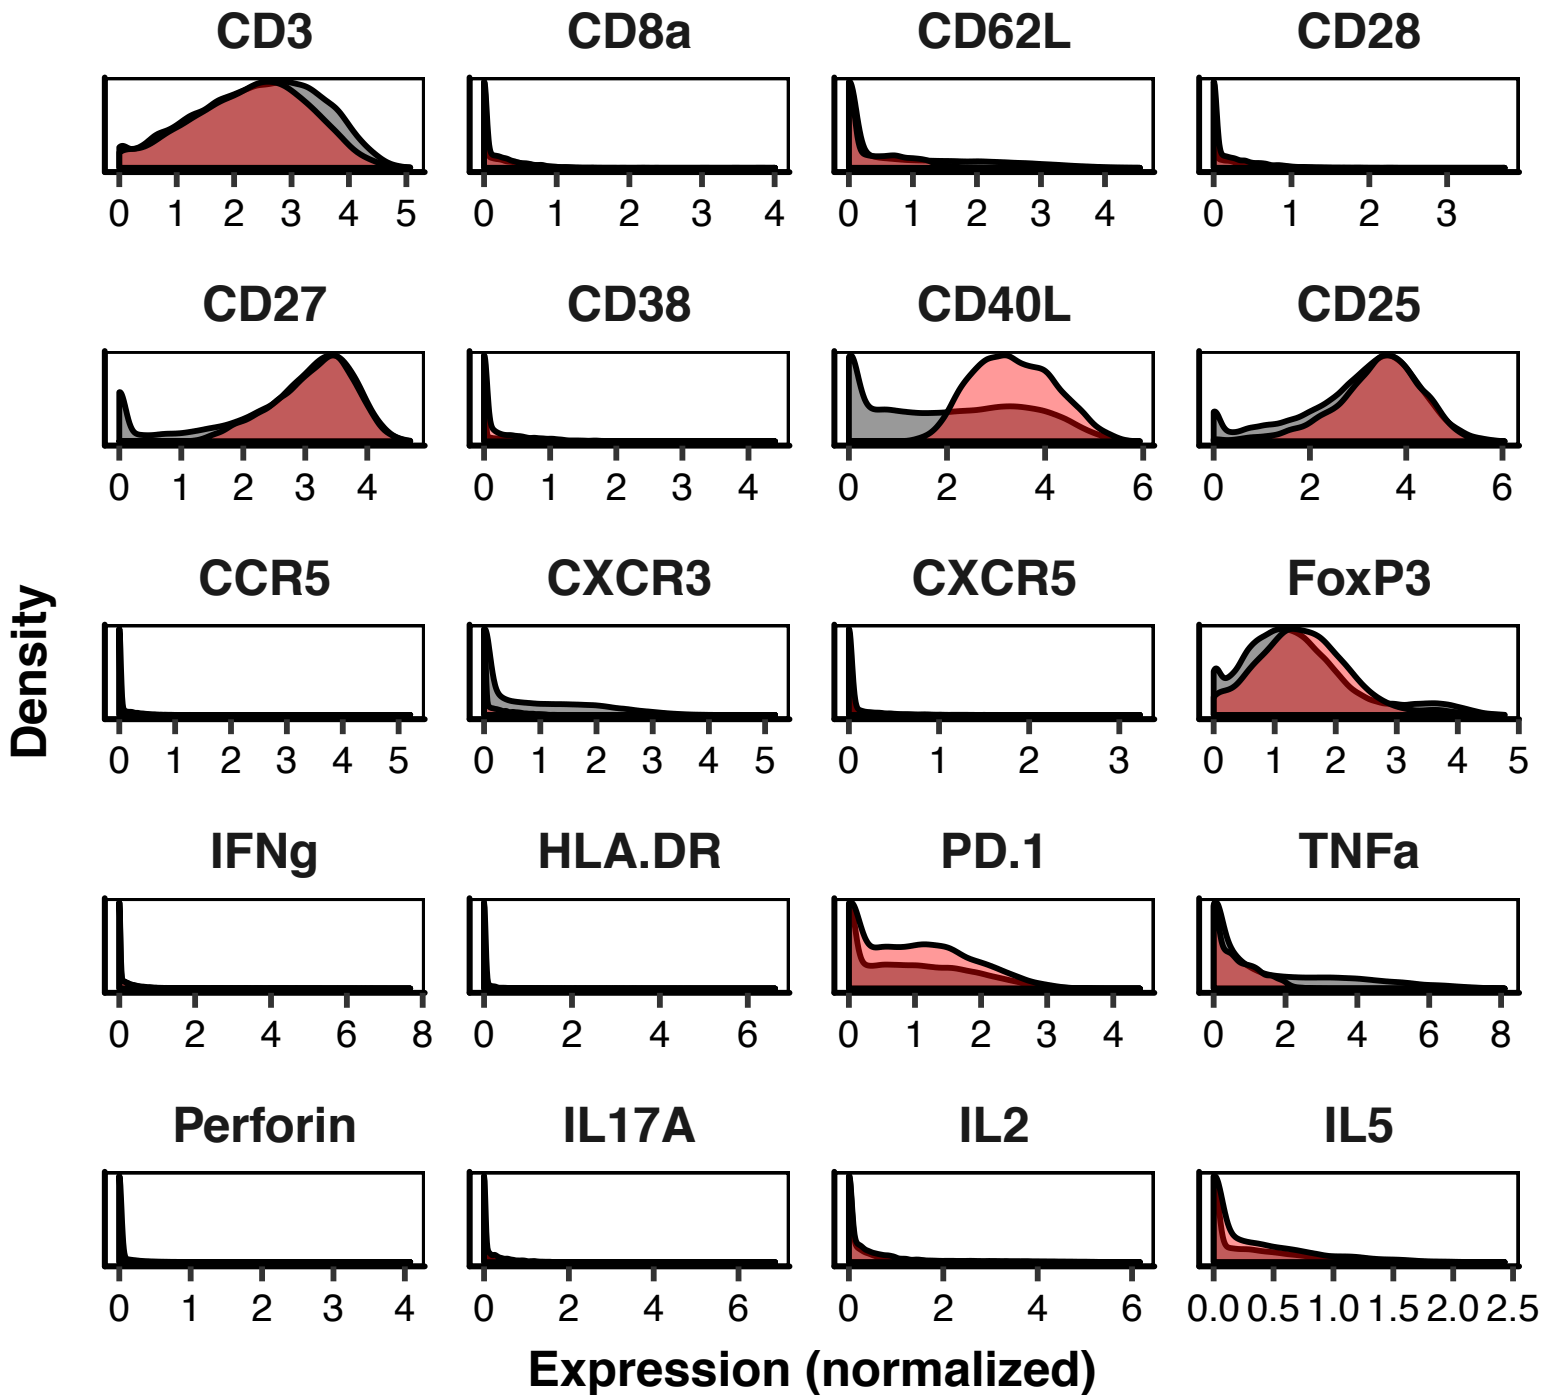 CD3 CD8a CD62L CD28
0 1 2 3 4 5 0 1 2 3 4 0 1 2 3 4 0 1 2 3
CD27 CD38 CD40L CD25
0 1 2 3 4 0 1 2 3 4 0 2 4 6 0 2 4 6
CCR5 CXCR3 CXCR5 FoxP3
0 1 2 3 4 5 0 1 2 3 4 5 0 1 2 3 0 1 2 3 4 5
Density
IFNg HLA.DR PD.1 TNFa
0 2 4 6 8 0 2 4 6 0 1 2 3 4 0 2 4 6 8
Perforin IL17A IL2 IL5
0 1 2 3 4 0 2 4 6 0 2 4 6 0.0 0.5 1.0 1.5 2.0 2.5
Expression (normalized)